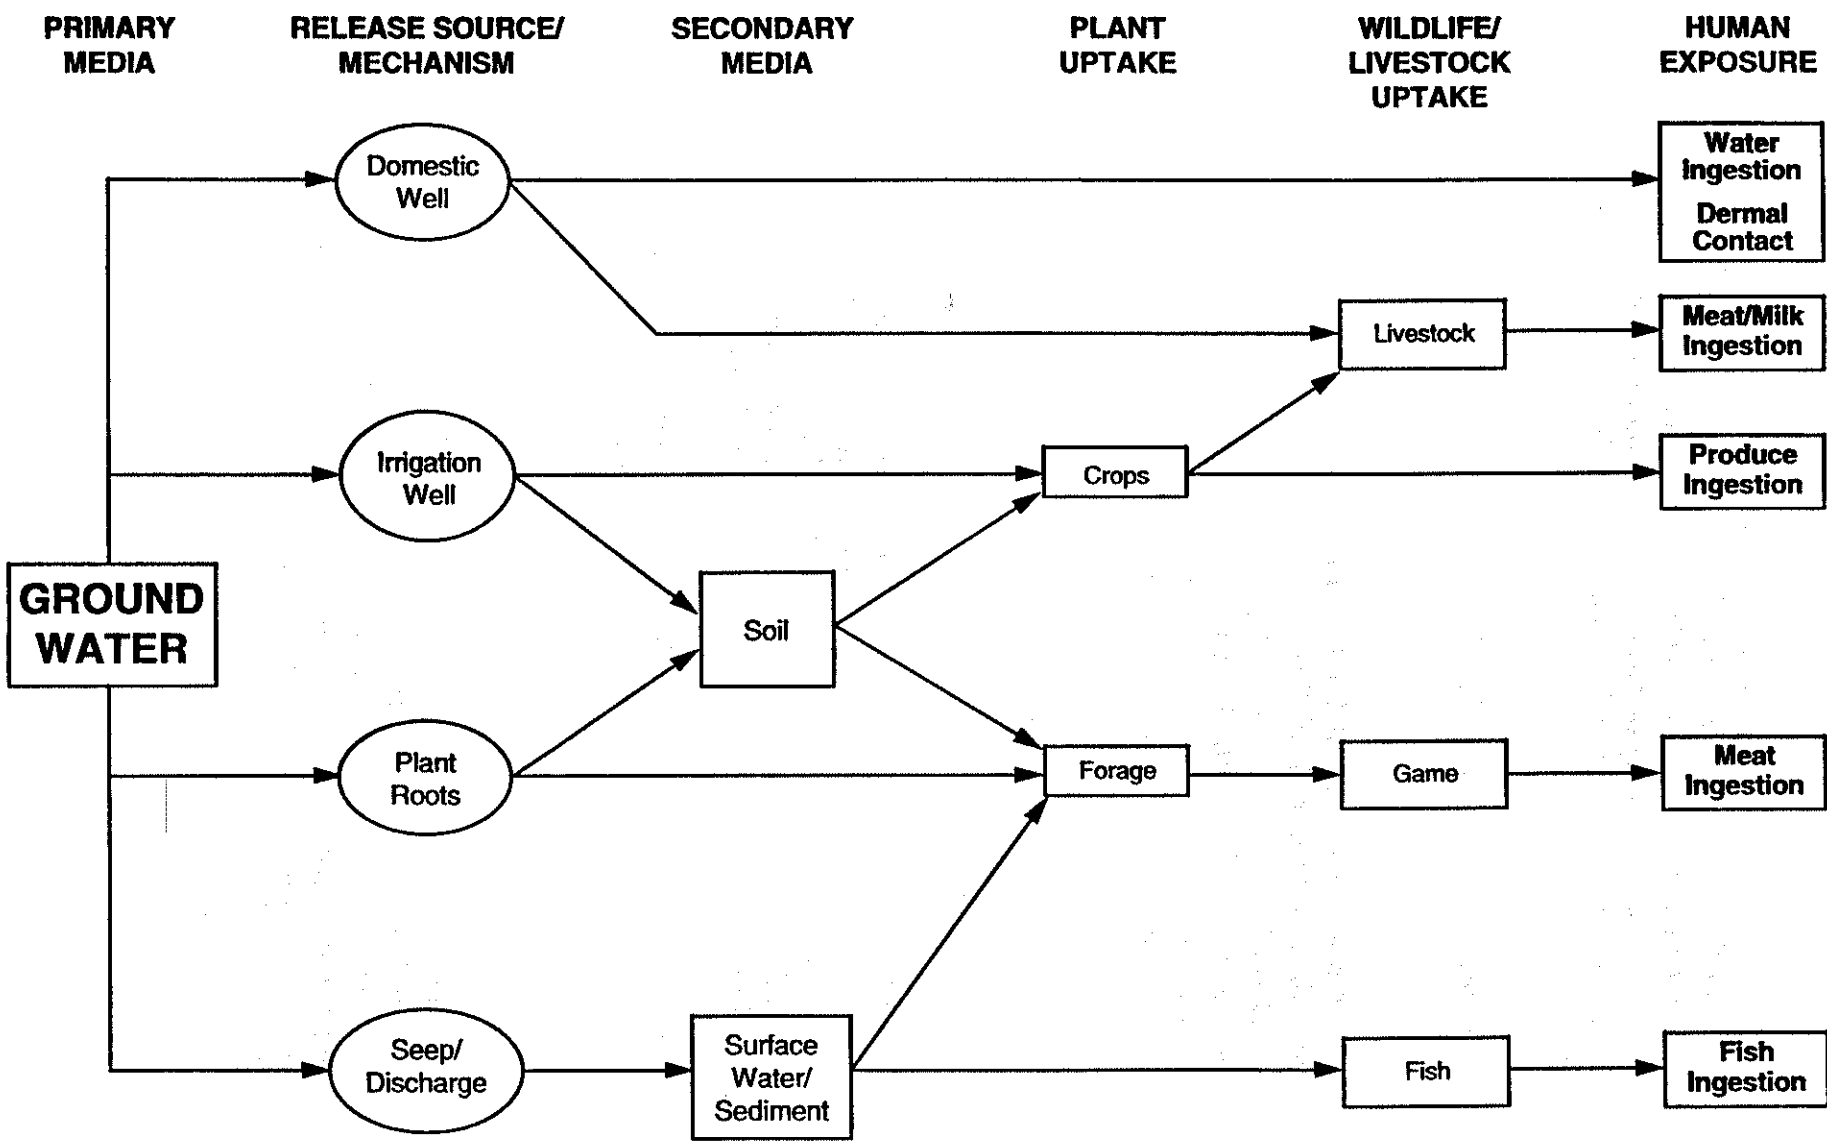 PRIMARY
MEDIA
RELEASE SOURCE/
MECHANISM
SECONDARY
MEDIA
PLANT
UPTAKE
WILDLIFE/
LIVESTOCK
UPTAKE
HUMAN
EXPOSURE
Domestic
Well
Water
Ingestion
Dermal
Contact
Livestock
Meat/Milk
Ingestion
Irrigation
Well
Crops
Produce
Ingestion
GROUND
WATER
Soil
Plant
Roots
Forage
Game
Meat
Ingestion
Seep/
Discharge
Surface
Water/
Sediment
Fish
Fish
Ingestion